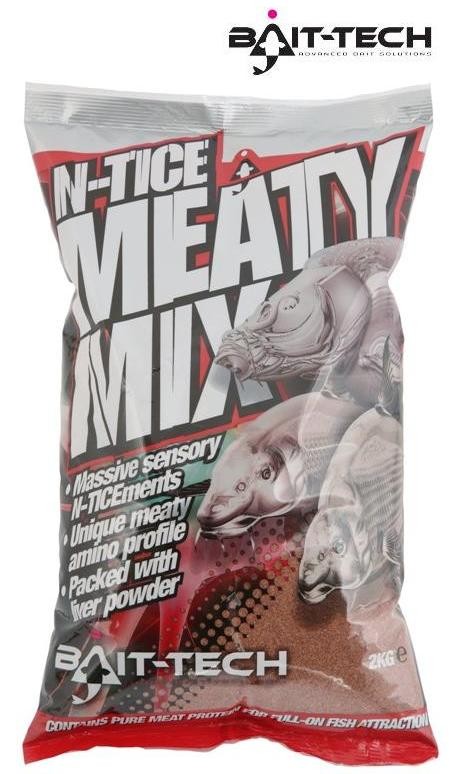 BAIT-TECH
ADVANCED BAIT SOLUTIONS
N-TICE
MEATY
MIX
• Massive sensory
N-TICEments
• Unique meaty
amino profile
• Packed with
liver powder
BAIT-TECH
2KG e
CONTAINS PURE MEAT PROTEIN FOR FULL-ON FISH ATTRACTION